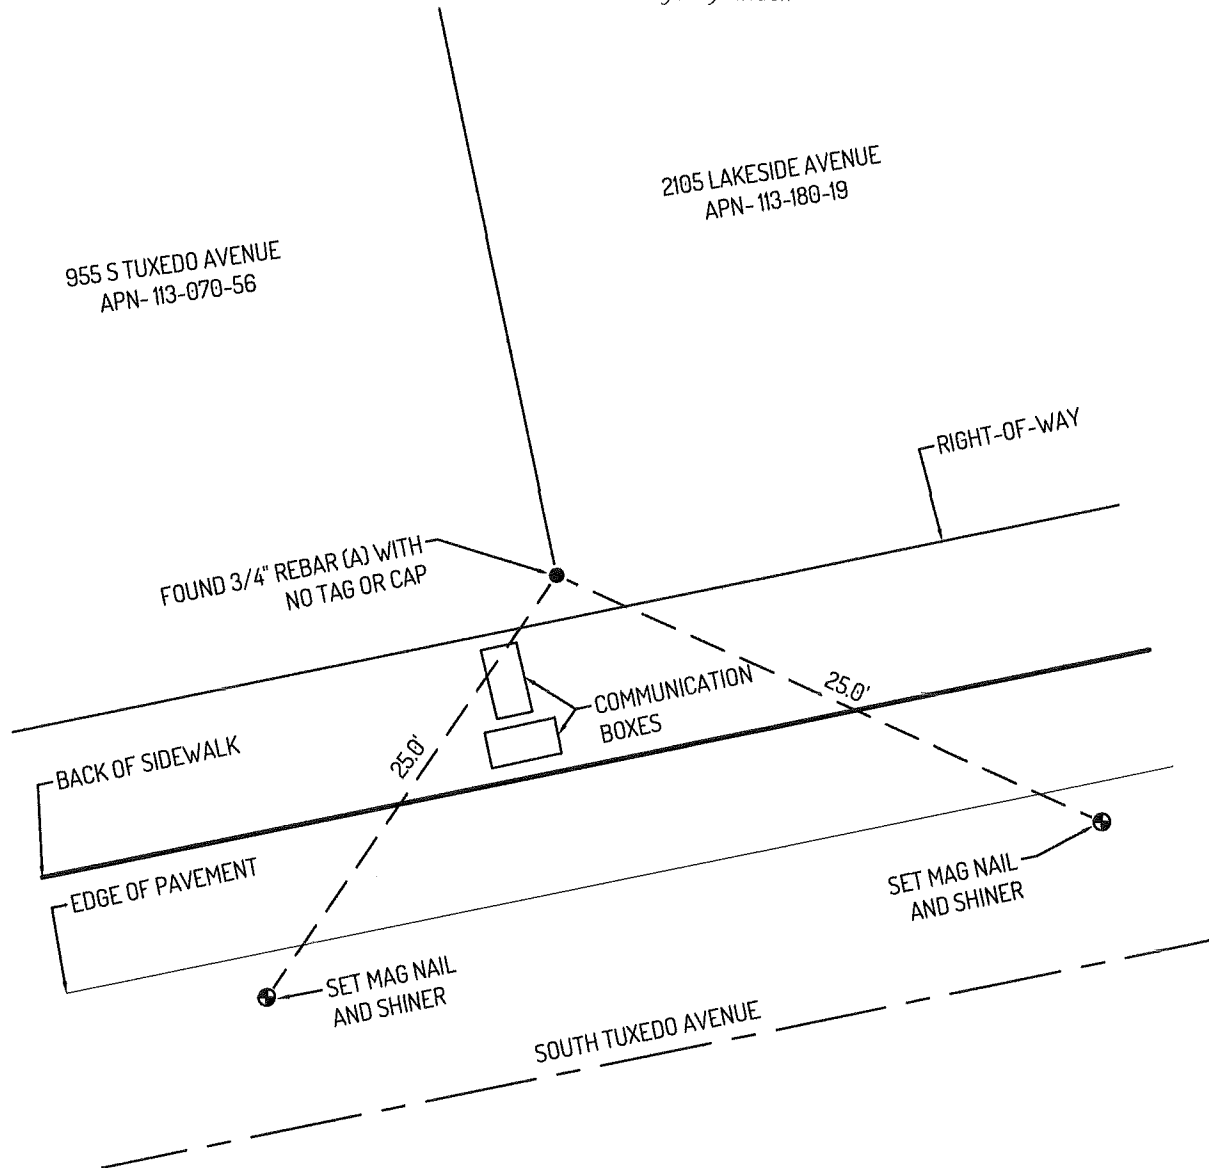 2105 LAKESIDE AVENUE
APN- 113-180-19
955 S TUXEDO AVENUE
APN- 113-070-56
RIGHT-OF-WAY
FOUND 3/4" REBAR (A) WITH
NO TAG OR CAP
COMMUNICATION
BOXES
25.0'
25.0'
BACK OF SIDEWALK
EDGE OF PAVEMENT
SET MAG NAIL
AND SHINER
SET MAG NAIL
AND SHINER
SOUTH TUXEDO AVENUE